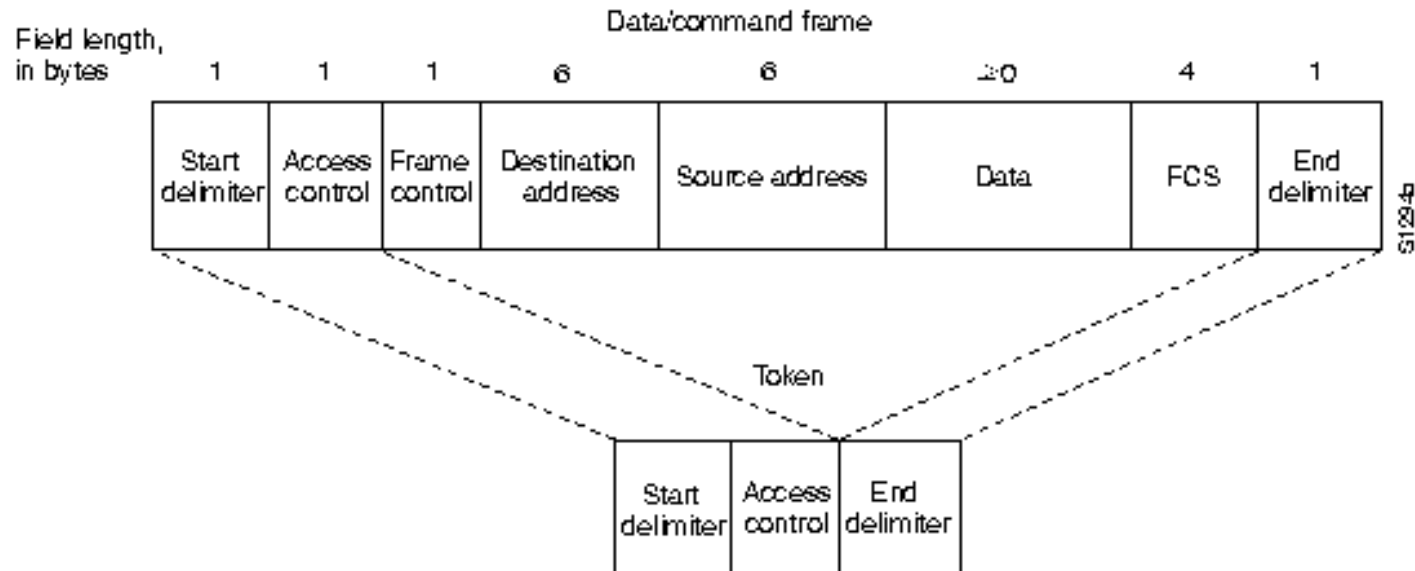 Data/command frame
Field length,
in bytes
1 1 1 6 6 ≥0 4 1
Start
delimiter
Access
control
Frame
control
Destination
address
Source address
Data
FCS
End
delimiter
Token
Start
delimiter
Access
control
End
delimiter